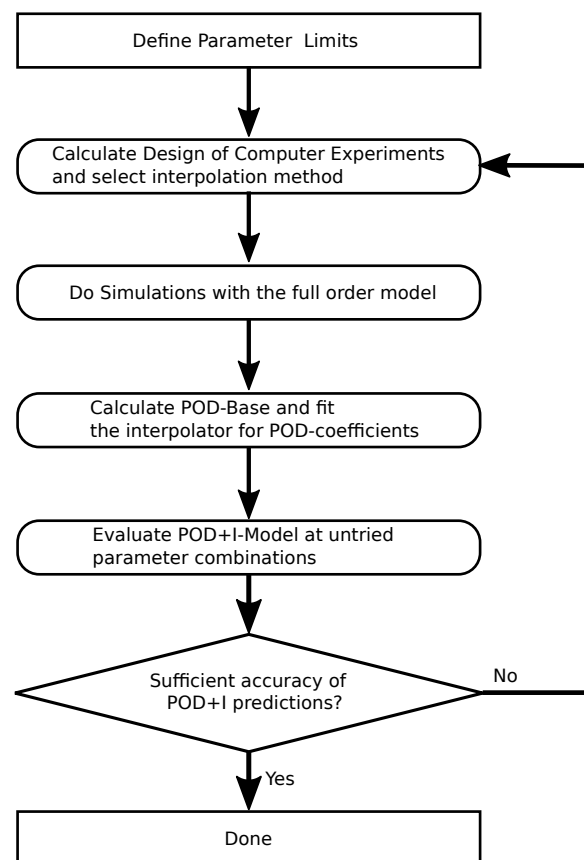 Define Parameter Limits
Calculate Design of Computer Experiments
and select interpolation method
Do Simulations with the full order model
Calculate POD-Base and fit
the interpolator for POD-coefficients
Evaluate POD+I-Model at untried
parameter combinations
Sufficient accuracy of
POD+I predictions?
No
Yes
Done